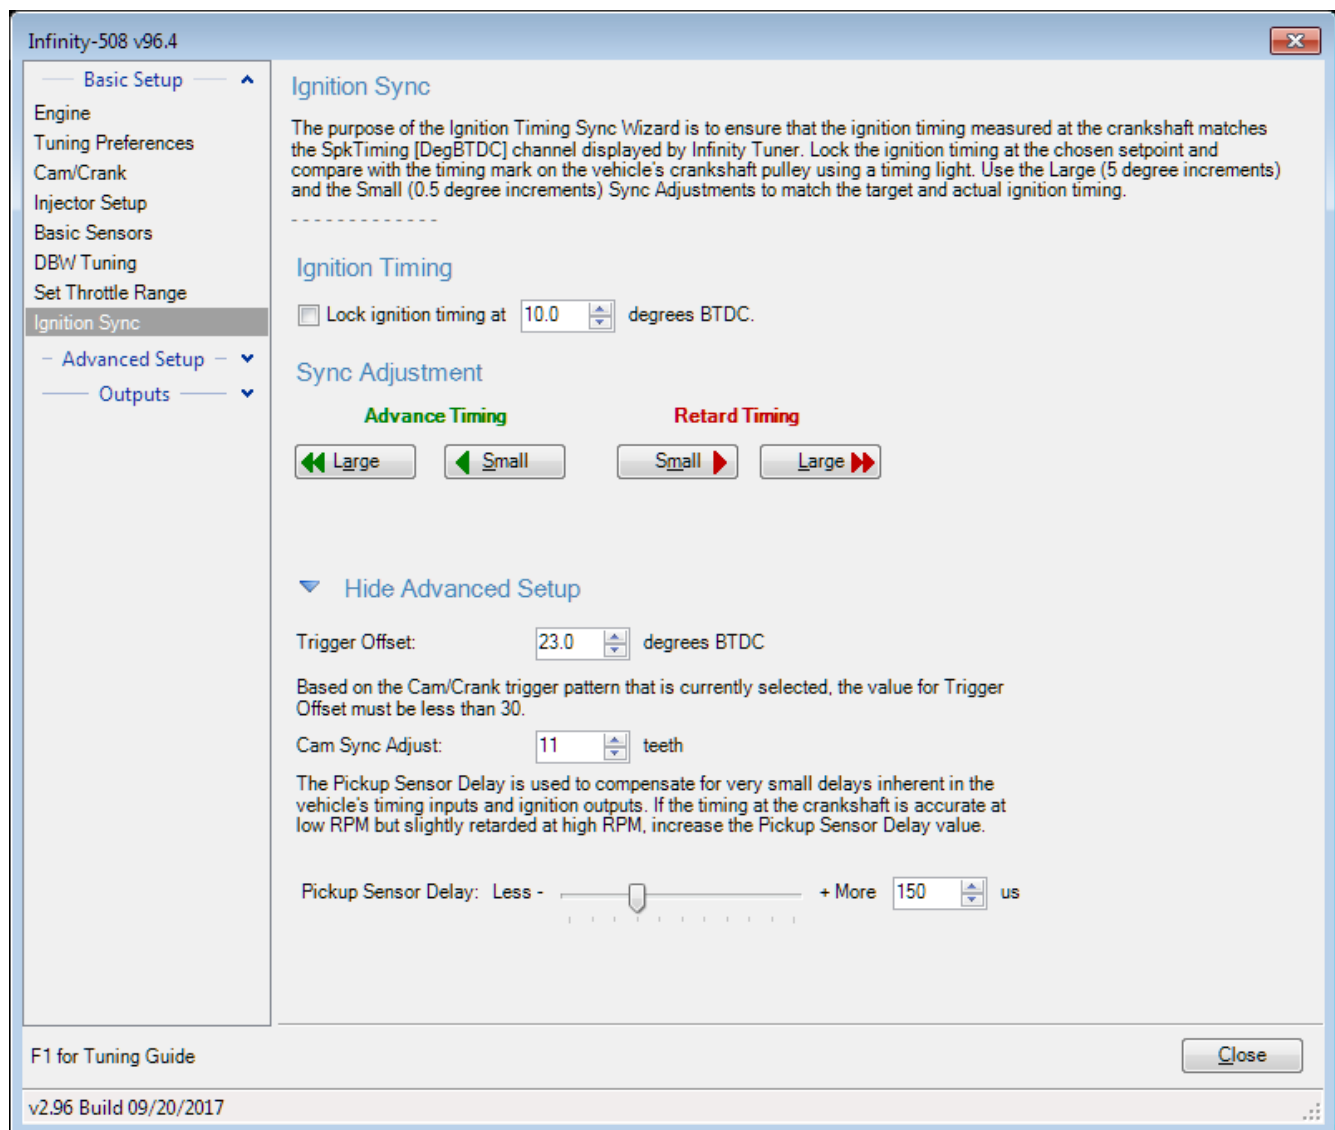 Infinity-508 v96.4
Basic Setup
Engine
Tuning Preferences
Cam/Crank
Injector Setup
Basic Sensors
DBW Tuning
Set Throttle Range
Ignition Sync
Advanced Setup
Outputs
Ignition Sync
The purpose of the Ignition Timing Sync Wizard is to ensure that the ignition timing measured at the crankshaft matches
the SpkTiming [DegBTDC] channel displayed by Infinity Tuner. Lock the ignition timing at the chosen setpoint and
compare with the timing mark on the vehicle's crankshaft pulley using a timing light. Use the Large (5 degree increments)
and the Small (0.5 degree increments) Sync Adjustments to match the target and actual ignition timing.
- - - - - - - - - - - - -
Ignition Timing
Lock ignition timing at 10.0 degrees BTDC.
Sync Adjustment
Advance Timing Retard Timing
Large Small Small Large
Hide Advanced Setup
Trigger Offset: 23.0 degrees BTDC
Based on the Cam/Crank trigger pattern that is currently selected, the value for Trigger
Offset must be less than 30.
Cam Sync Adjust: 11 teeth
The Pickup Sensor Delay is used to compensate for very small delays inherent in the
vehicle's timing inputs and ignition outputs. If the timing at the crankshaft is accurate at
low RPM but slightly retarded at high RPM, increase the Pickup Sensor Delay value.
Pickup Sensor Delay: Less - + More 150 us
F1 for Tuning Guide
Close
v2.96 Build 09/20/2017